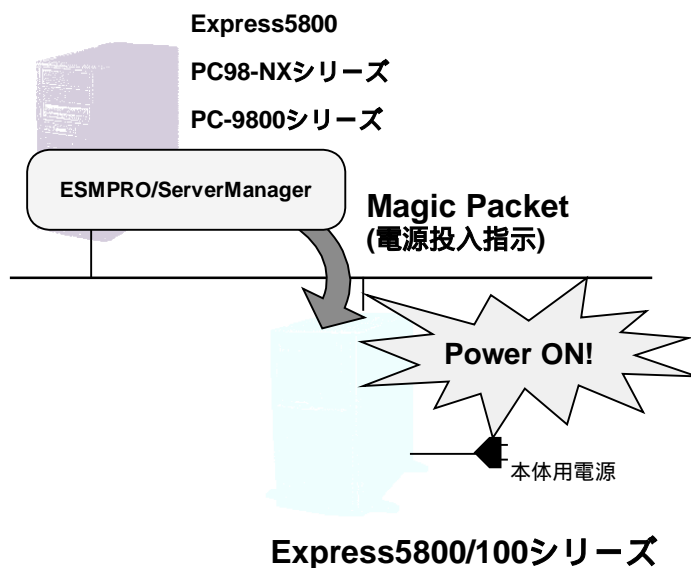 Express5800
PC98-NXシリーズ
PC-9800シリーズ
ESMPRO/ServerManager
Magic Packet
(電源投入指示)
Power ON!
本体用電源
Express5800/100シリーズ